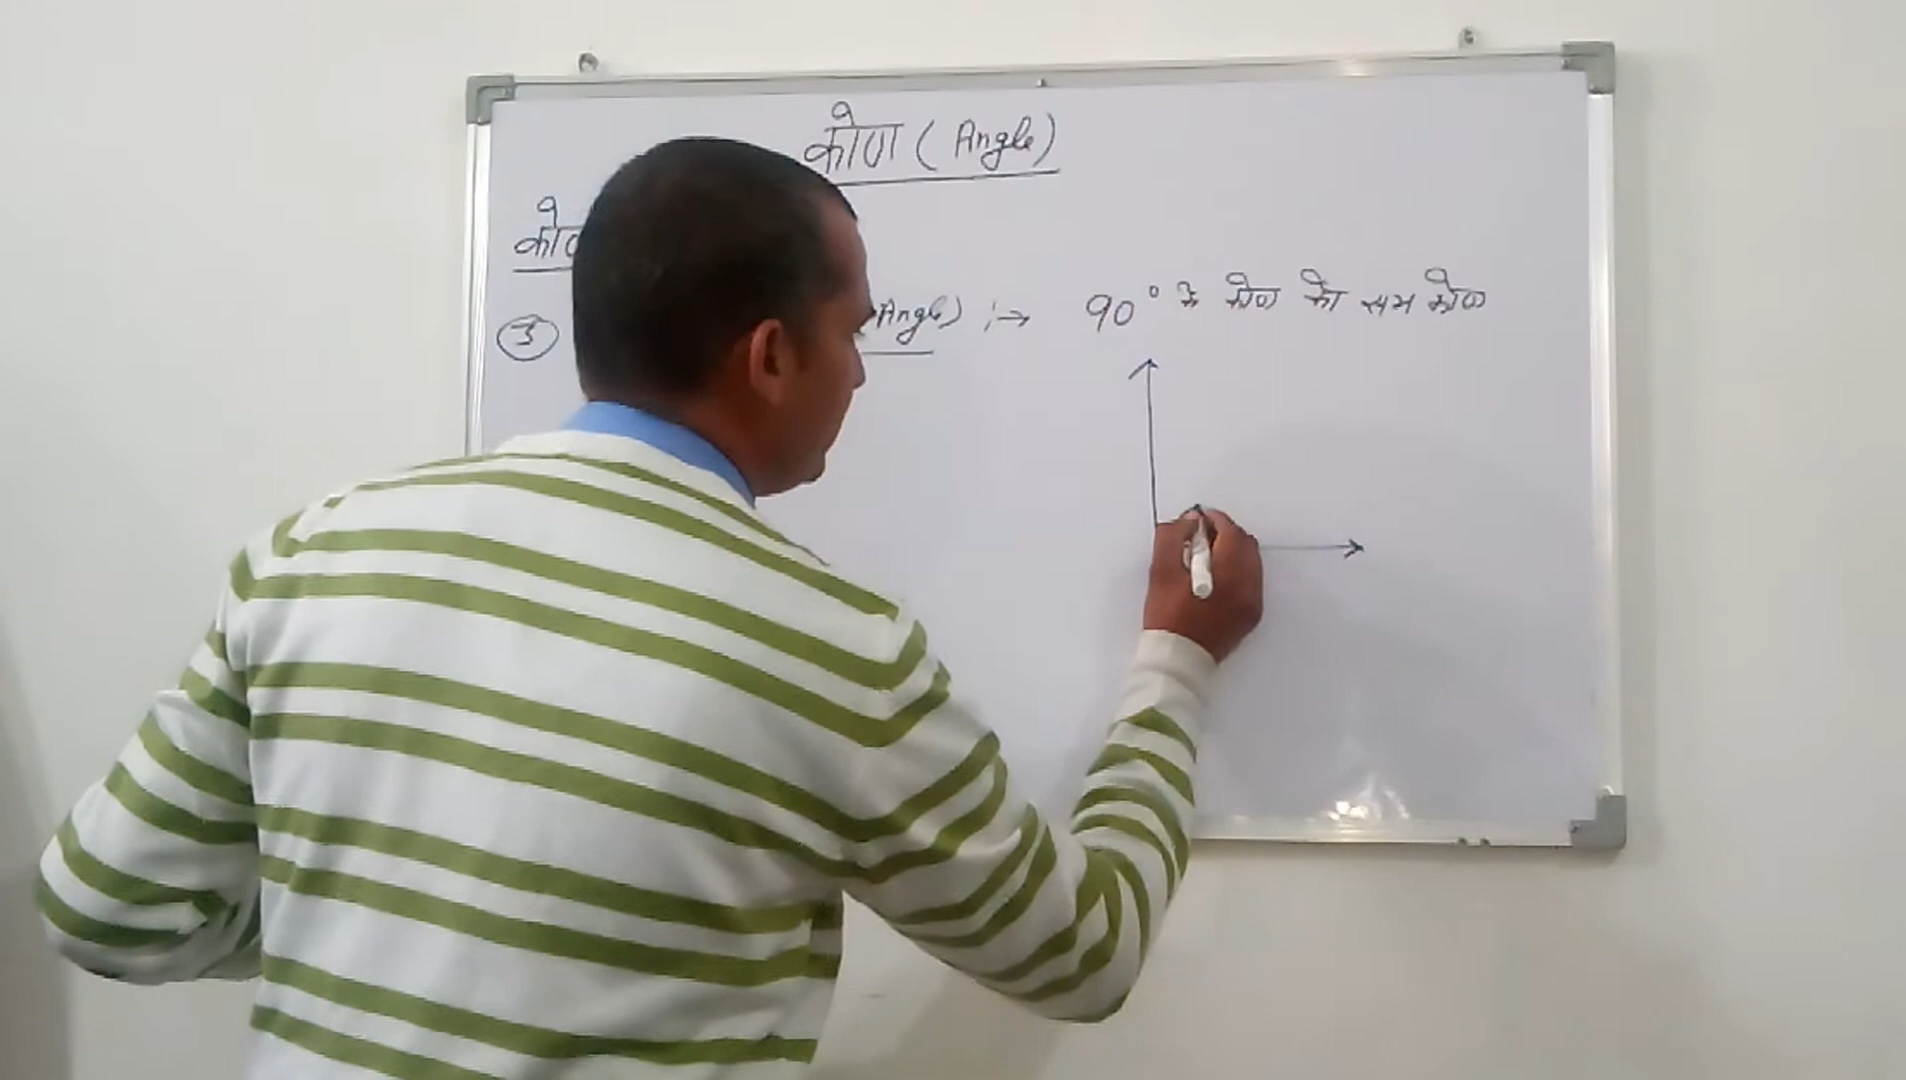 कोण ( Angle )
3 Angle) :→ 90° के कोण को सम कोण